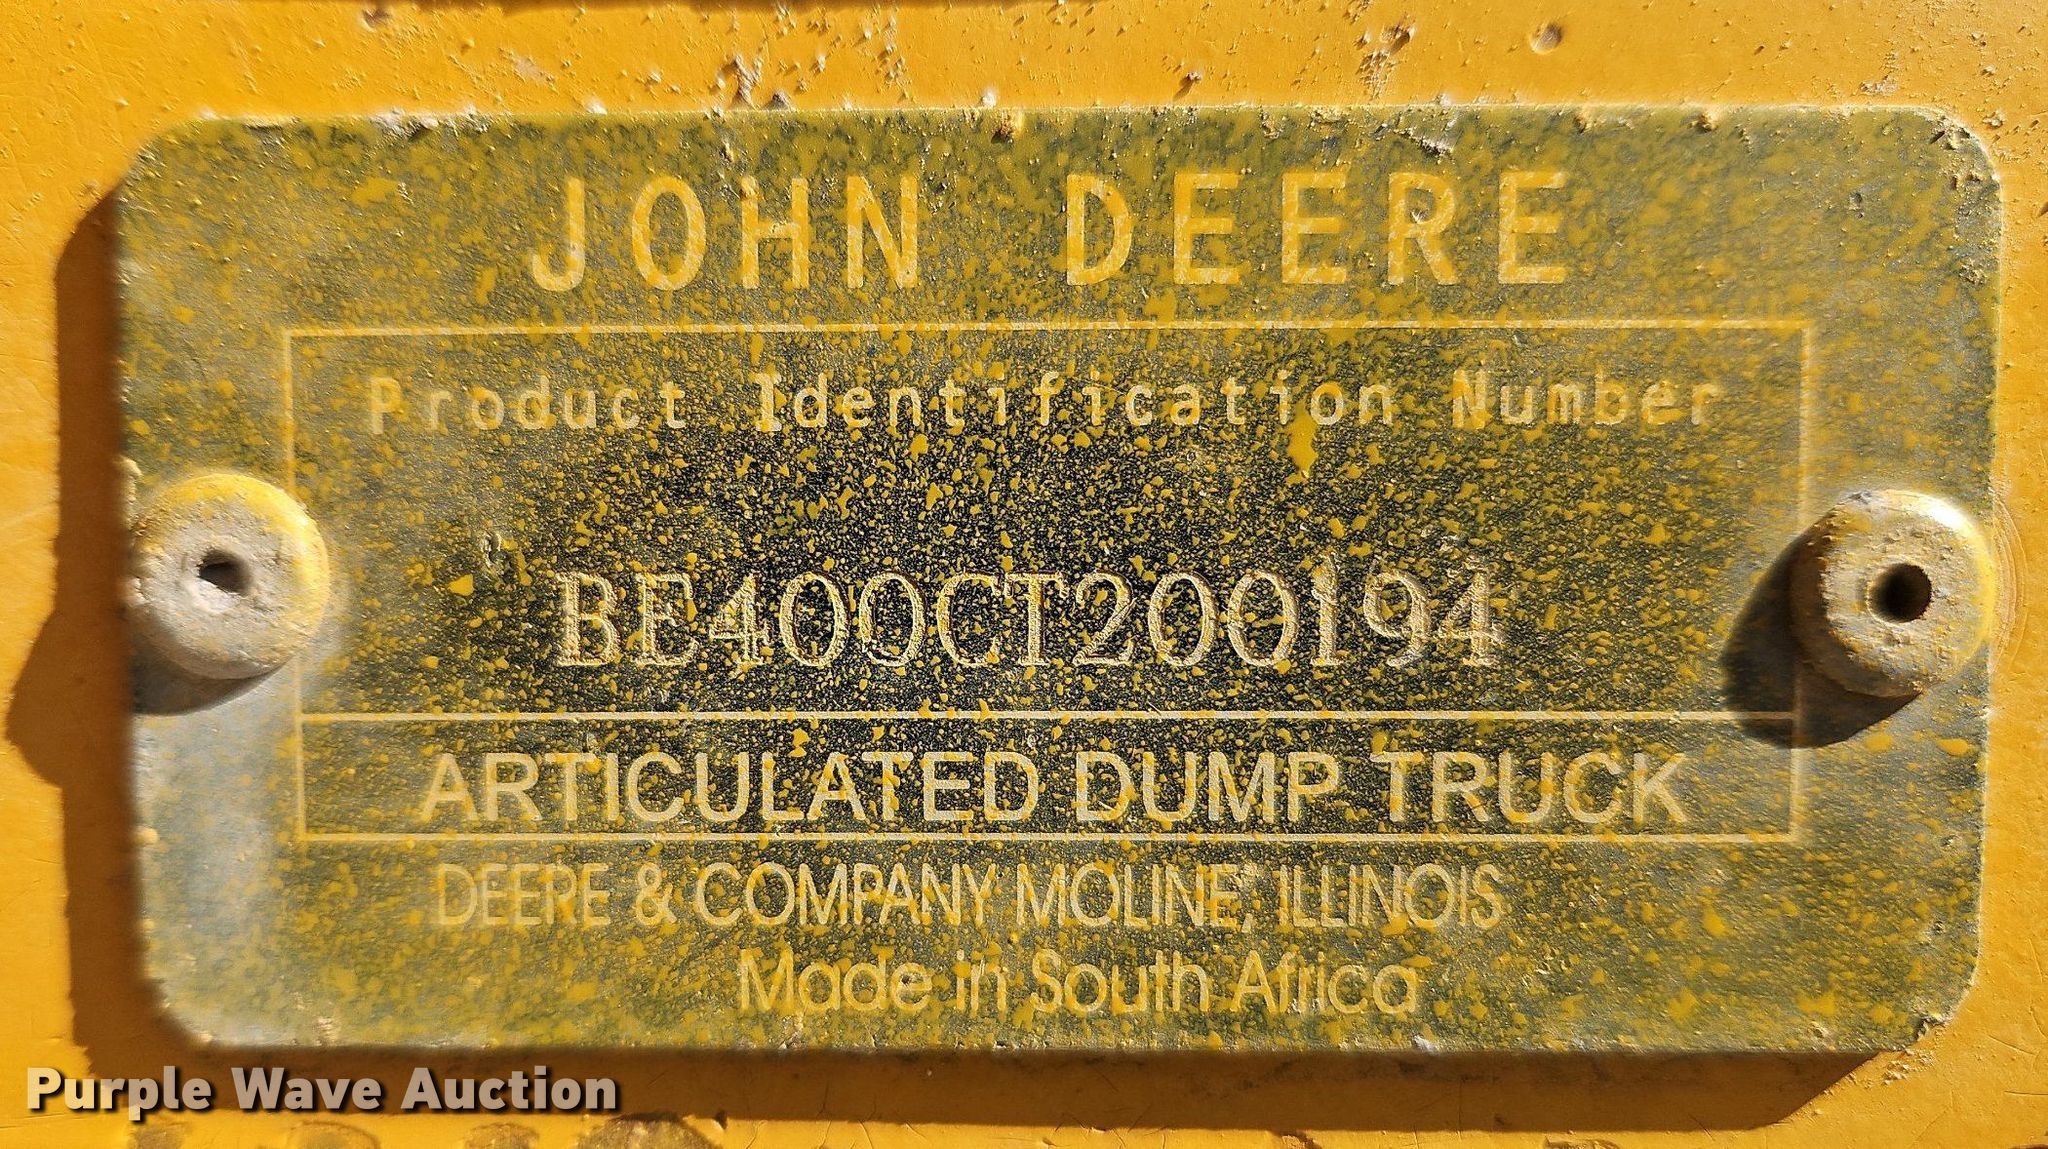 JOHN DEERE
Product Identification Number
BE400CT200194
ARTICULATED DUMP TRUCK
DEERE & COMPANY MOLINE, ILLINOIS
Made in South Africa
Purple Wave Auction